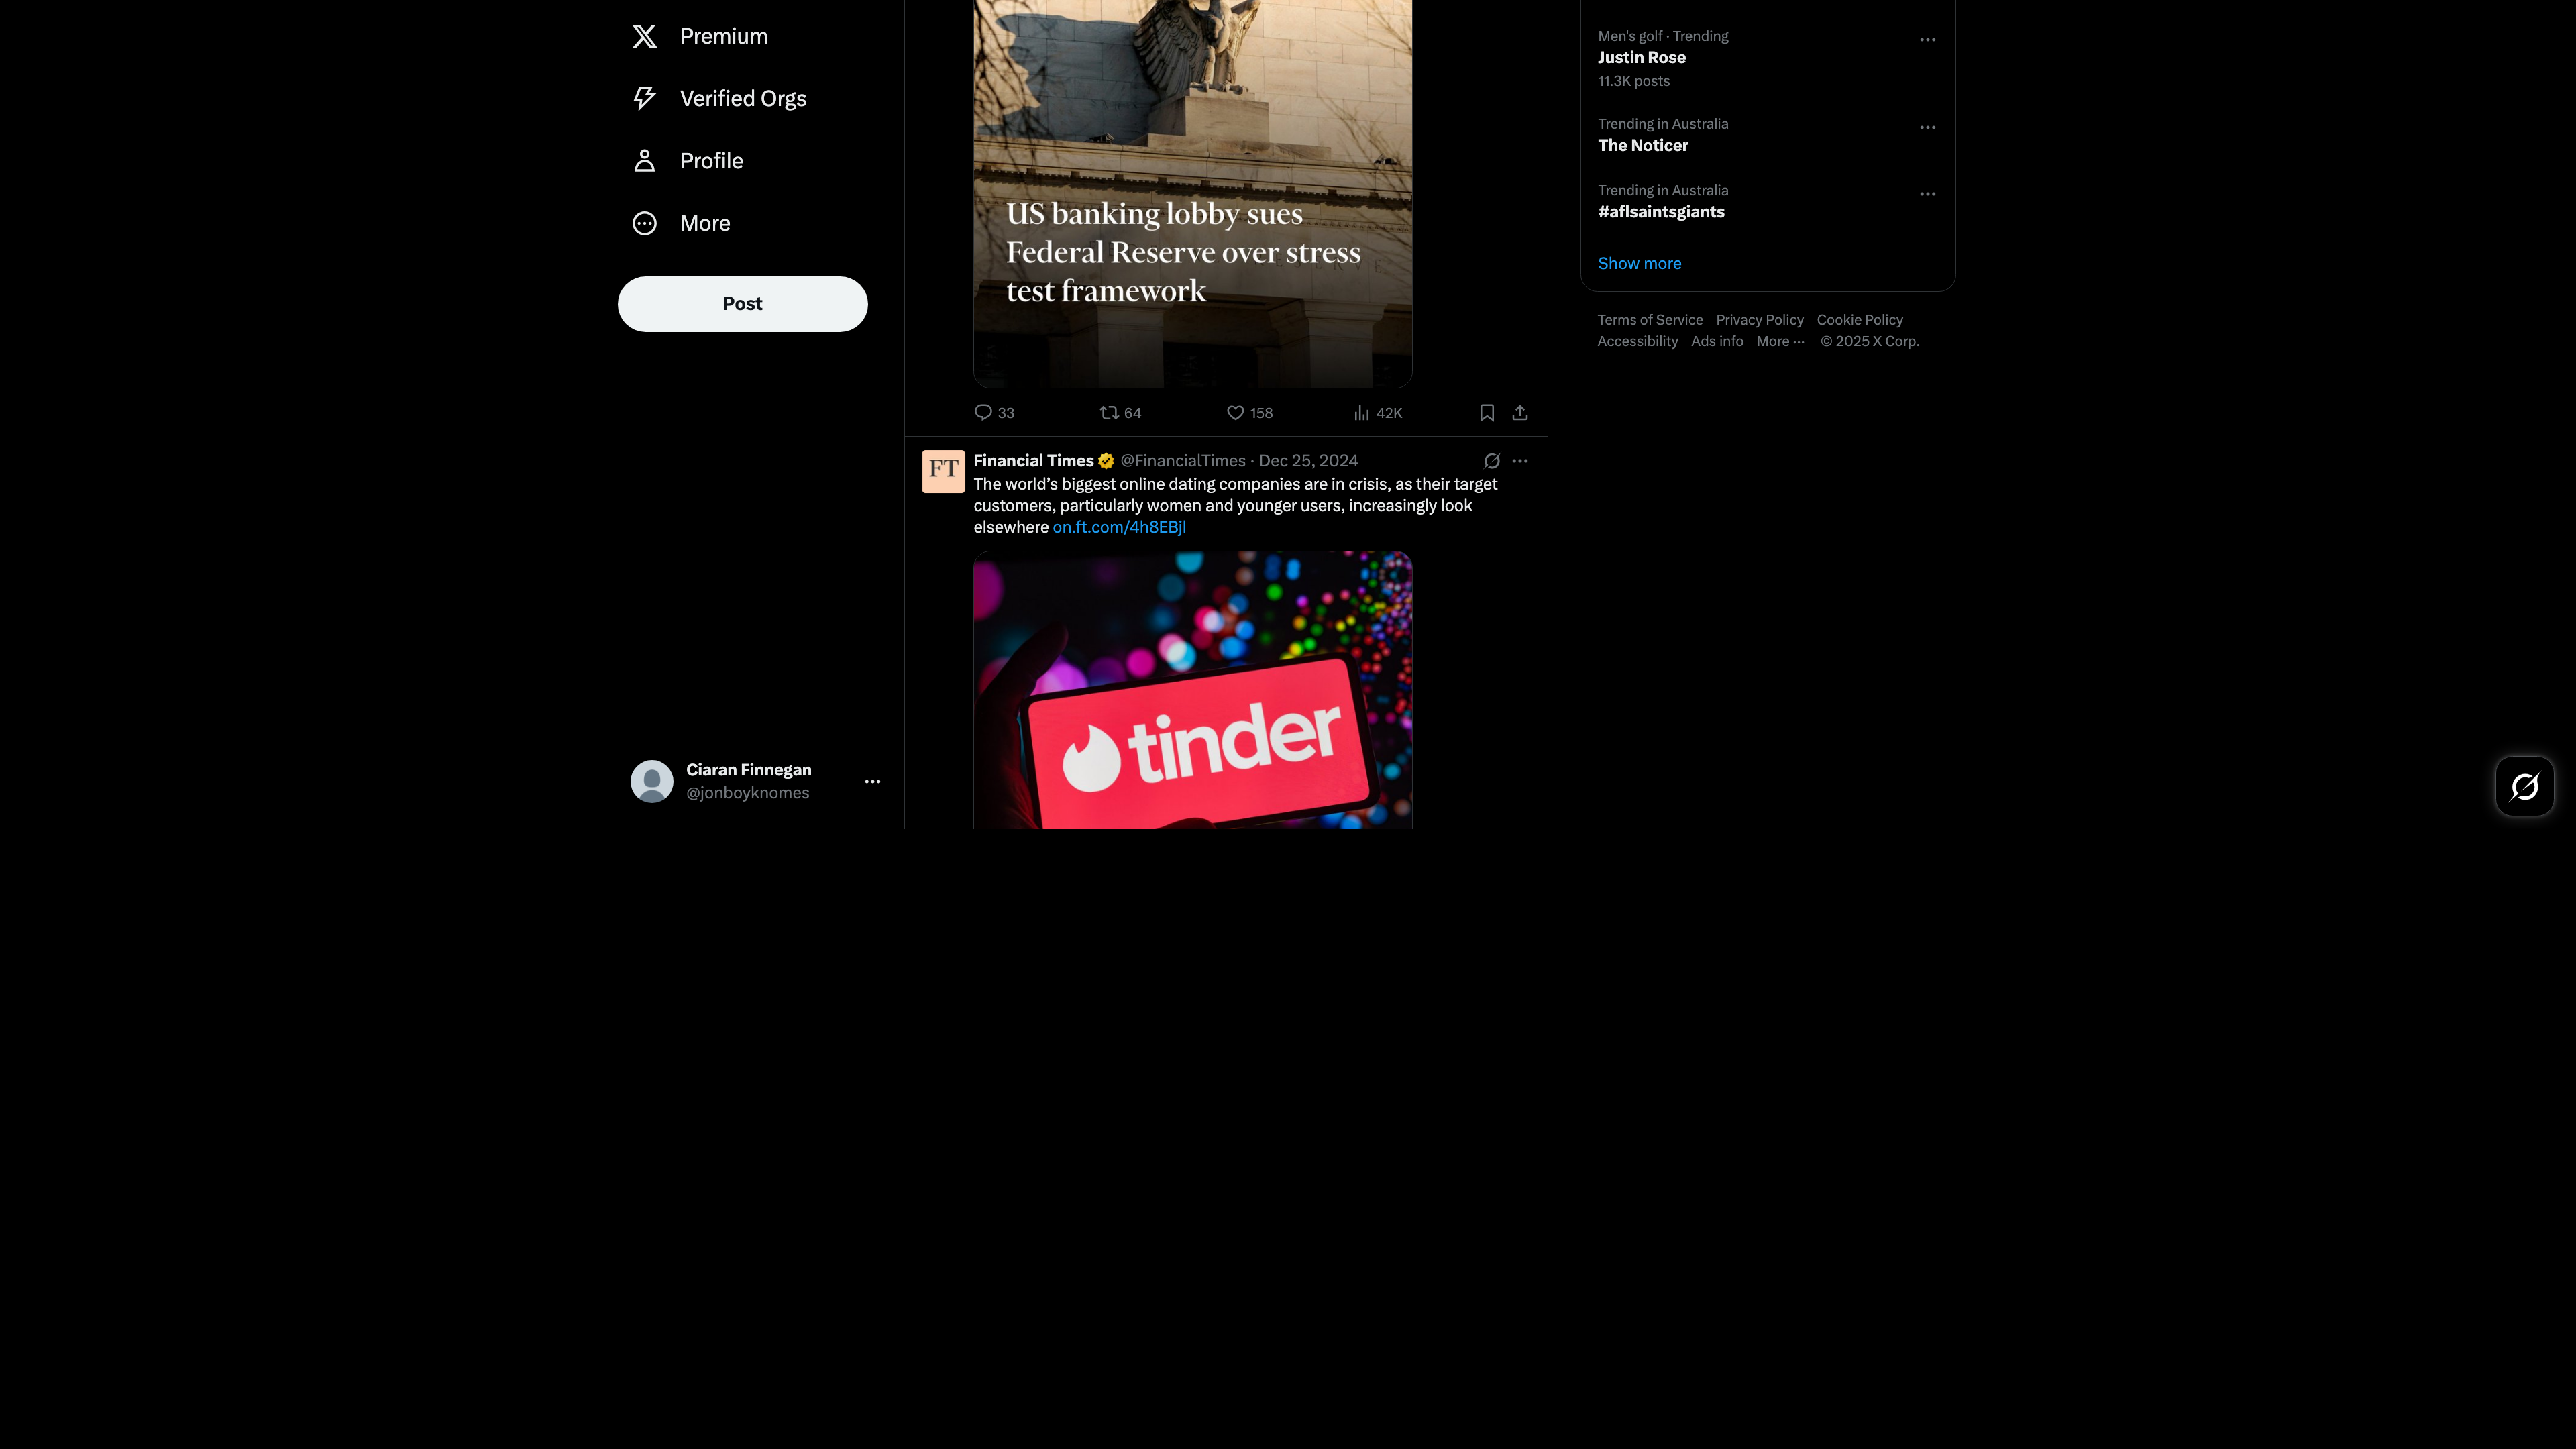 Premium
Verified Orgs
Profile
More
Post
Ciaran Finnegan
@jonboyknomes
US banking lobby sues
Federal Reserve over stress
test framework
33 64 158 42K
FT
Financial Times @FinancialTimes · Dec 25, 2024
The world’s biggest online dating companies are in crisis, as their target
customers, particularly women and younger users, increasingly look
elsewhere on.ft.com/4h8EBjl
tinder
Men's golf · Trending
Justin Rose
11.3K posts
Trending in Australia
The Noticer
Trending in Australia
#aflsaintsgiants
Show more
Terms of Service Privacy Policy Cookie Policy
Accessibility Ads info More ··· © 2025 X Corp.